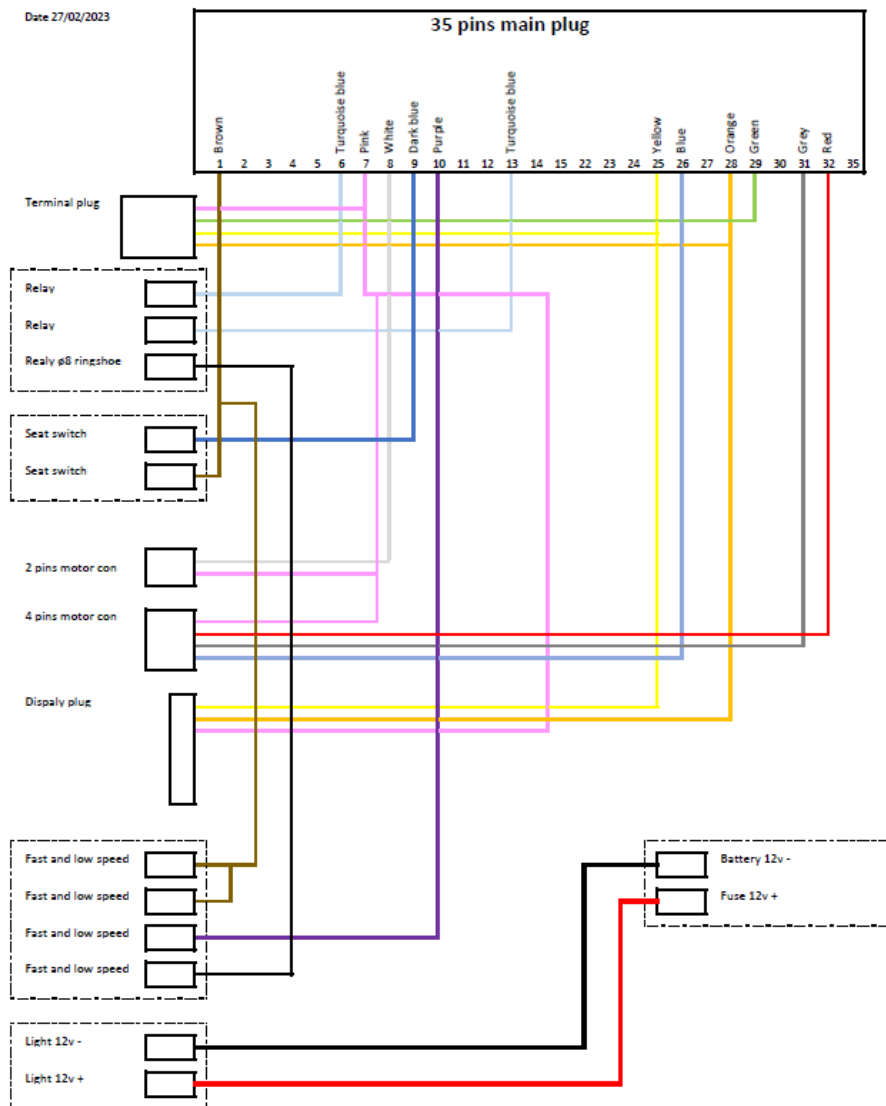 Date 27/02/2023
35 pins main plug
Brown
Turquoise blue
Pink
White
Dark blue
Purple
Turquoise blue
Yellow
Blue
Orange
Green
Grey
Red
1 2 3 4 5 6 7 8 9 10 11 12 13 14 15 22 23 24 25 26 27 28 29 30 31 32 35
Terminal plug
Relay
Relay
Realy ø8 ringshoe
Seat switch
Seat switch
2 pins motor con
4 pins motor con
Dispaly plug
Fast and low speed
Fast and low speed
Fast and low speed
Fast and low speed
Battery 12v -
Fuse 12v +
Light 12v -
Light 12v +